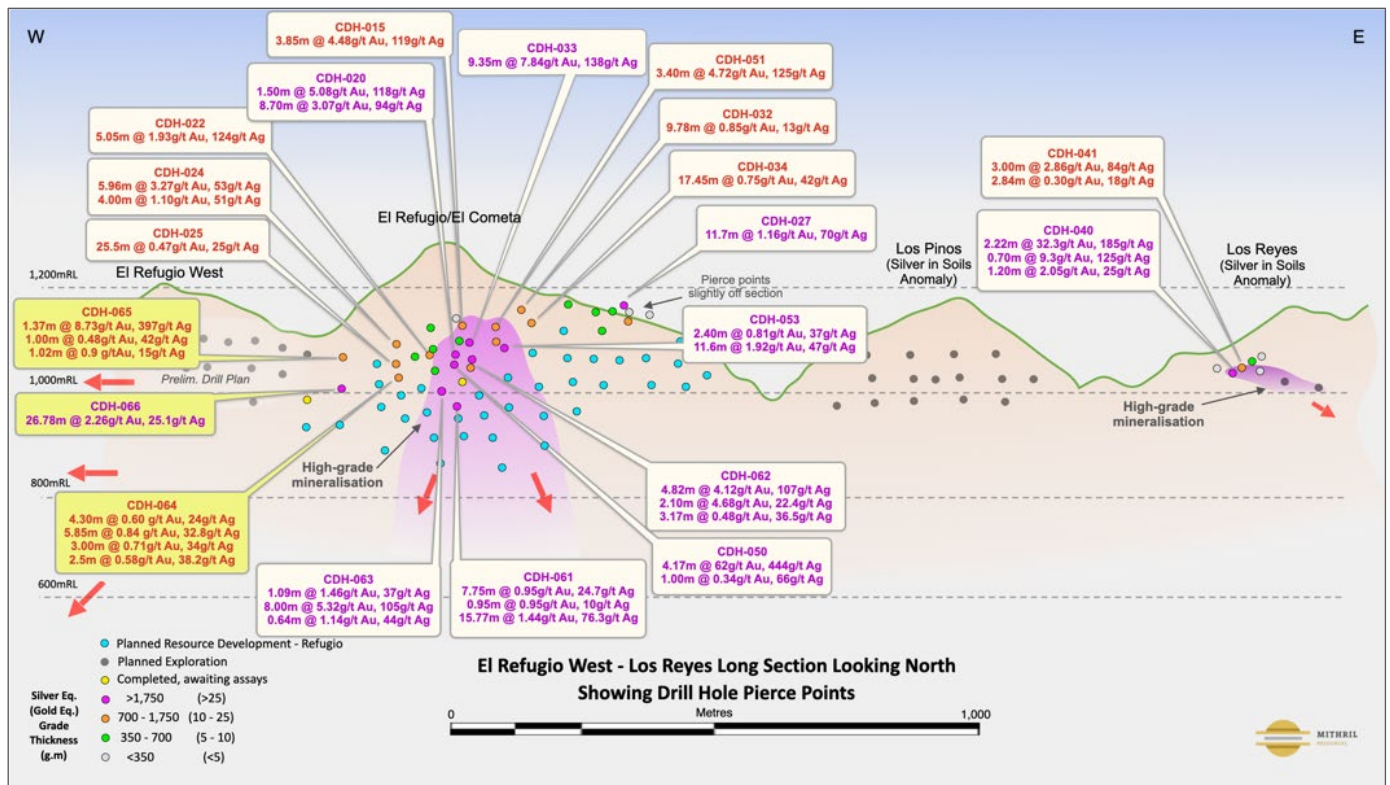 W
E
CDH-015
3.85m @ 4.48g/t Au, 119g/t Ag
CDH-033
9.35m @ 7.84g/t Au, 138g/t Ag
CDH-051
3.40m @ 4.72g/t Au, 125g/t Ag
CDH-020
1.50m @ 5.08g/t Au, 118g/t Ag
8.70m @ 3.07g/t Au, 94g/t Ag
CDH-032
9.78m @ 0.85g/t Au, 13g/t Ag
CDH-022
5.05m @ 1.93g/t Au, 124g/t Ag
CDH-041
3.00m @ 2.86g/t Au, 84g/t Ag
2.84m @ 0.30g/t Au, 18g/t Ag
CDH-034
17.45m @ 0.75g/t Au, 42g/t Ag
CDH-024
5.96m @ 3.27g/t Au, 53g/t Ag
4.00m @ 1.10g/t Au, 51g/t Ag
El Refugio/El Cometa
CDH-027
11.7m @ 1.16g/t Au, 70g/t Ag
CDH-025
25.5m @ 0.47g/t Au, 25g/t Ag
CDH-040
2.22m @ 32.3g/t Au, 185g/t Ag
0.70m @ 9.3g/t Au, 125g/t Ag
1.20m @ 2.05g/t Au, 25g/t Ag
Los Pinos
(Silver in Soils
Anomaly)
Los Reyes
(Silver in Soils
Anomaly)
1,200mRL
El Refugio West
Pierce points
slightly off section
CDH-065
1.37m @ 8.73g/t Au, 397g/t Ag
1.00m @ 0.48g/t Au, 42g/t Ag
1.02m @ 0.9 g/tAu, 15g/t Ag
CDH-053
2.40m @ 0.81g/t Au, 37g/t Ag
11.6m @ 1.92g/t Au, 47g/t Ag
1,000mRL
Prelim. Drill Plan
CDH-066
26.78m @ 2.26g/t Au, 25.1g/t Ag
High-grade
mineralisation
High-grade
mineralisation
800mRL
CDH-062
4.82m @ 4.12g/t Au, 107g/t Ag
2.10m @ 4.68g/t Au, 22.4g/t Ag
3.17m @ 0.48g/t Au, 36.5g/t Ag
CDH-064
4.30m @ 0.60 g/t Au, 24g/t Ag
5.85m @ 0.84 g/t Au, 32.8g/t Ag
3.00m @ 0.71g/t Au, 34g/t Ag
2.5m @ 0.58g/t Au, 38.2g/t Ag
CDH-050
4.17m @ 62g/t Au, 444g/t Ag
1.00m @ 0.34g/t Au, 66g/t Ag
600mRL
CDH-063
1.09m @ 1.46g/t Au, 37g/t Ag
8.00m @ 5.32g/t Au, 105g/t Ag
0.64m @ 1.14g/t Au, 44g/t Ag
CDH-061
7.75m @ 0.95g/t Au, 24.7g/t Ag
0.95m @ 0.95g/t Au, 10g/t Ag
15.77m @ 1.44g/t Au, 76.3g/t Ag
Planned Resource Development - Refugio
Planned Exploration
Completed, awaiting assays
Silver Eq.
(Gold Eq.)
Grade
Thickness
(g.m)
>1,750 (>25)
700 - 1,750 (10 - 25)
350 - 700 (5 - 10)
<350 (<5)
El Refugio West - Los Reyes Long Section Looking North
Showing Drill Hole Pierce Points
0
Metres
1,000
MITHRIL
RESOURCES